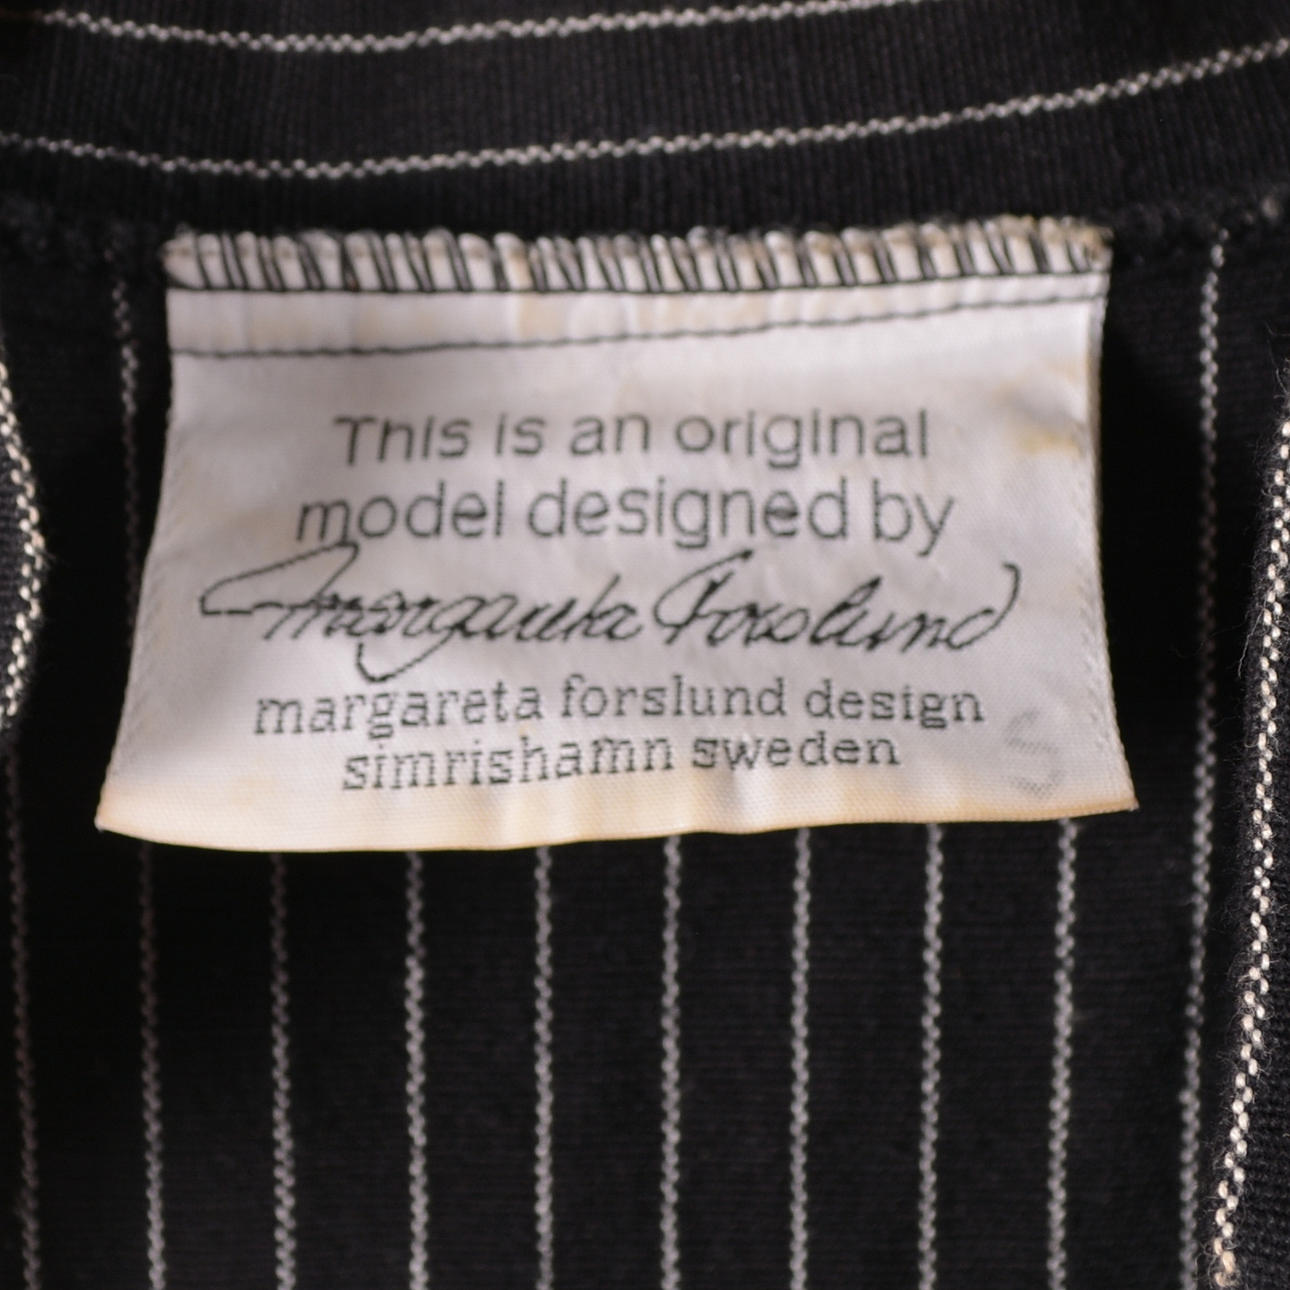 This is an original
model designed by
Margareta Forslund
margareta forslund design
simrishamn sweden
S